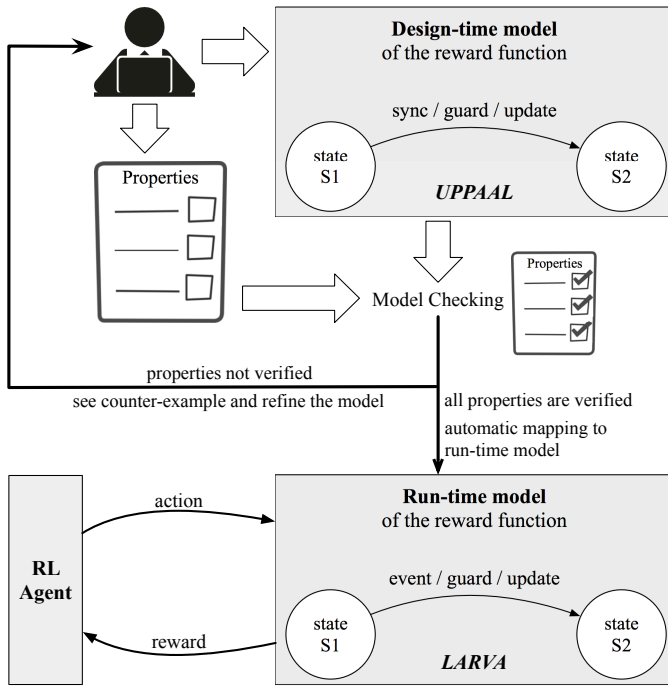 Design-time model
of the reward function
sync / guard / update
state
S1
state
S2
UPPAAL
Properties
Model Checking
Properties
properties not verified
see counter-example and refine the model
all properties are verified
automatic mapping to
run-time model
RL
Agent
action
reward
Run-time model
of the reward function
event / guard / update
state
S1
state
S2
LARVA